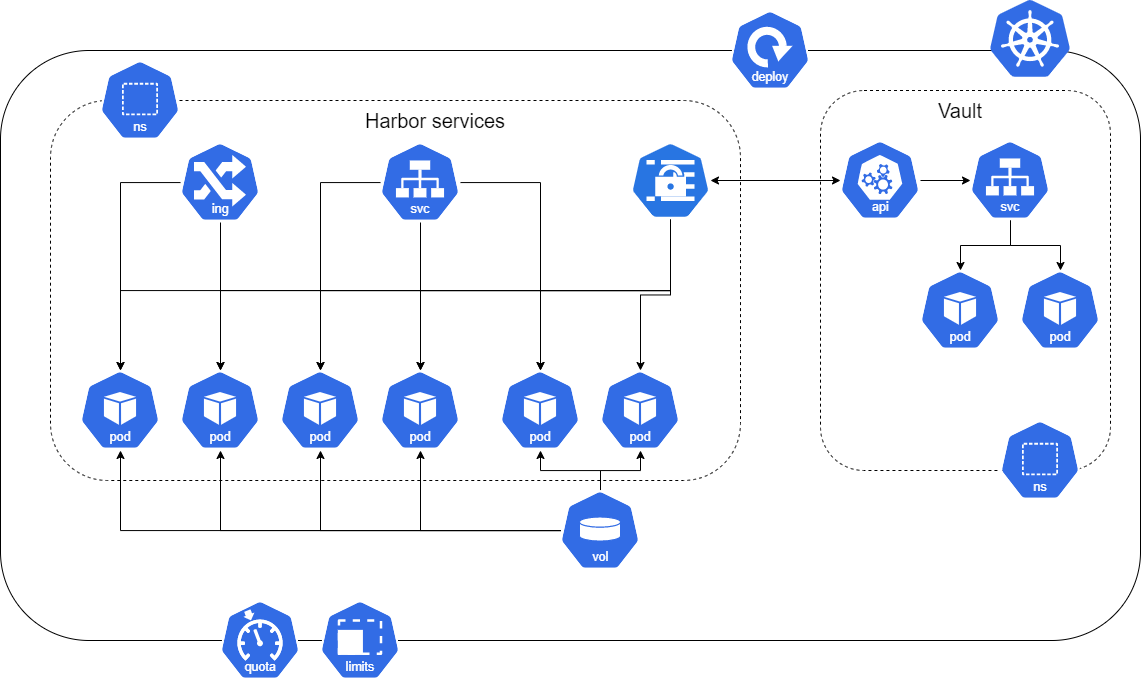 deploy
ns
Harbor services
Vault
ing
svc
api
svc
pod
pod
pod
pod
pod
pod
pod
pod
ns
vol
quota
limits